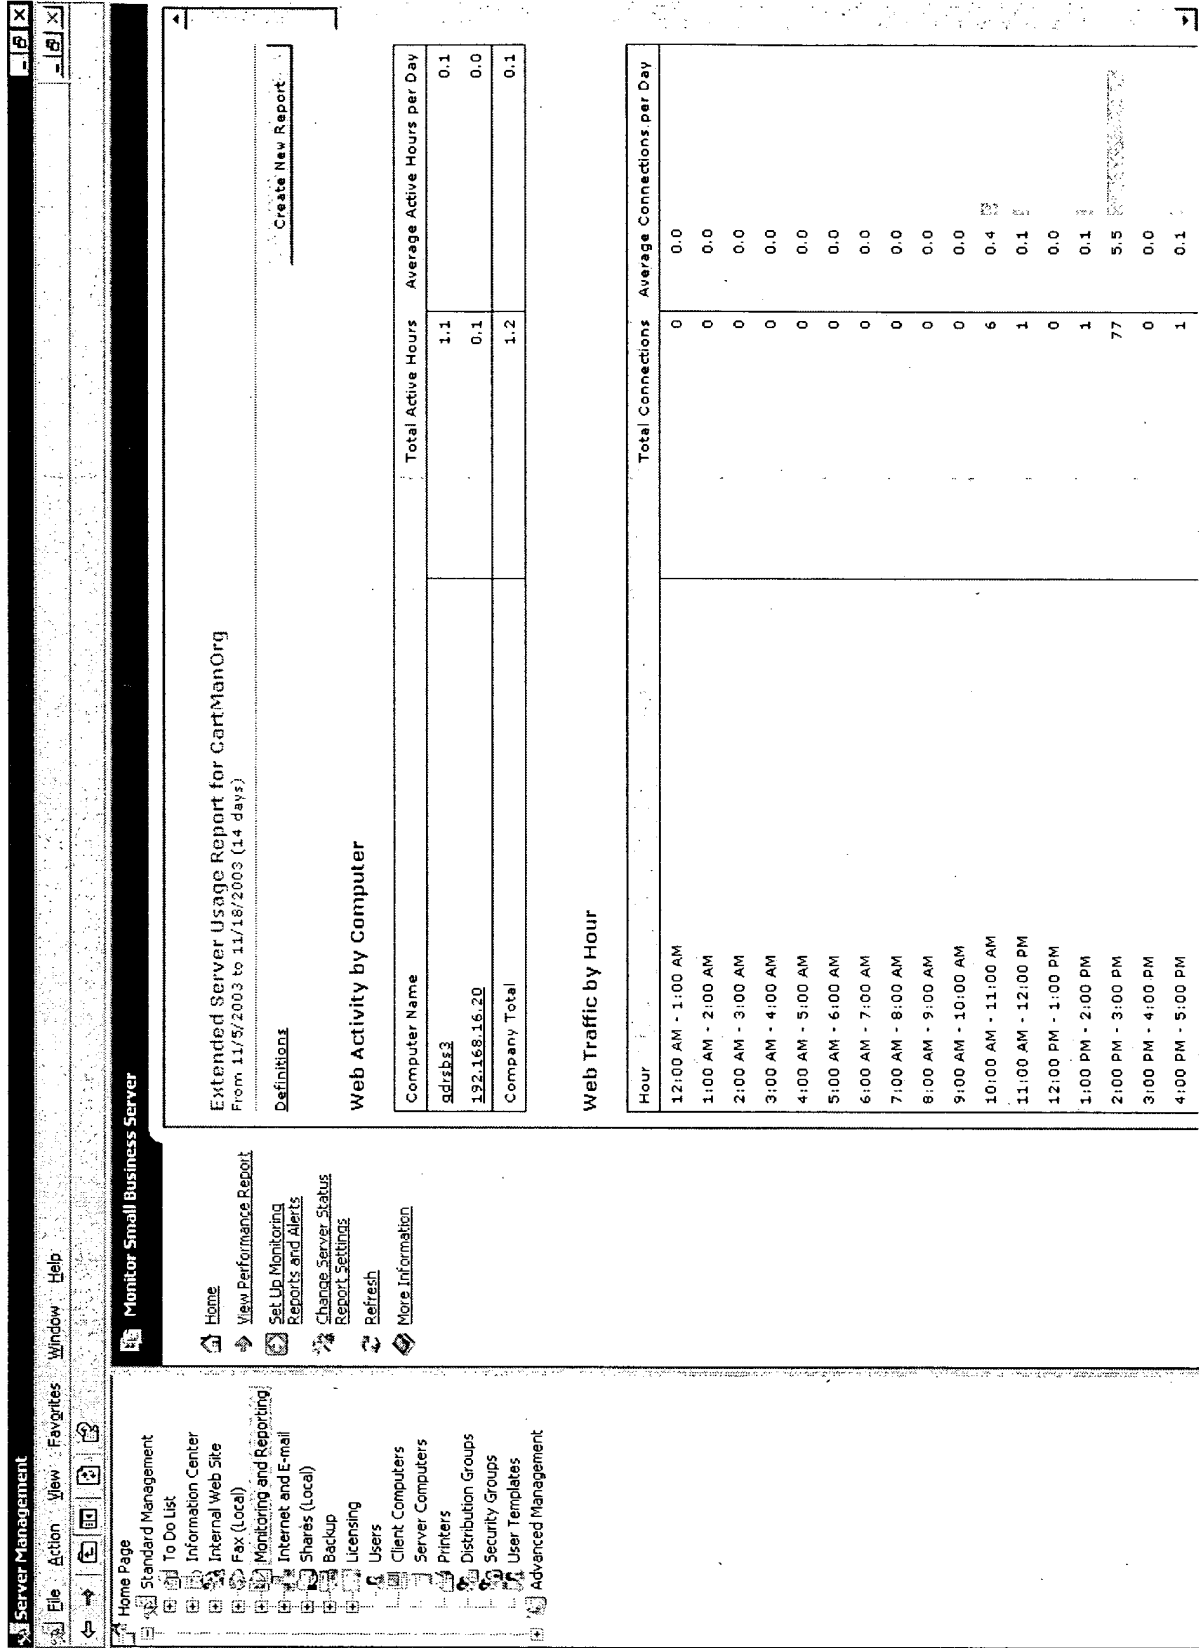 Server Management
File Action View Favorites Window Help
Home Page
Standard Management
To Do List
Information Center
Internal Web Site
Fax (Local)
Monitoring and Reporting
Internet and E-mail
Shares (Local)
Backup
Licensing
Users
Client Computers
Server Computers
Printers
Distribution Groups
Security Groups
User Templates
Advanced Management
Monitor Small Business Server
Home
View Performance Report
Set Up Monitoring
Reports and Alerts
Change Server Status
Report Settings
Refresh
More Information
Extended Server Usage Report for CartManOrg
From 11/5/2003 to 11/18/2003 (14 days)
Definitions
Create New Report
Web Activity by Computer
Computer Name Total Active Hours Average Active Hours per Day
qdrsbs3 1.1 0.1
192.168.16.20 0.1 0.0
Company Total 1.2 0.1
Web Traffic by Hour
Hour Total Connections Average Connections per Day
12:00 AM - 1:00 AM 0 0.0
1:00 AM - 2:00 AM 0 0.0
2:00 AM - 3:00 AM 0 0.0
3:00 AM - 4:00 AM 0 0.0
4:00 AM - 5:00 AM 0 0.0
5:00 AM - 6:00 AM 0 0.0
6:00 AM - 7:00 AM 0 0.0
7:00 AM - 8:00 AM 0 0.0
8:00 AM - 9:00 AM 0 0.0
9:00 AM - 10:00 AM 0 0.0
10:00 AM - 11:00 AM 6 0.4
11:00 AM - 12:00 PM 1 0.1
12:00 PM - 1:00 PM 0 0.0
1:00 PM - 2:00 PM 1 0.1
2:00 PM - 3:00 PM 77 5.5
3:00 PM - 4:00 PM 0 0.0
4:00 PM - 5:00 PM 1 0.1